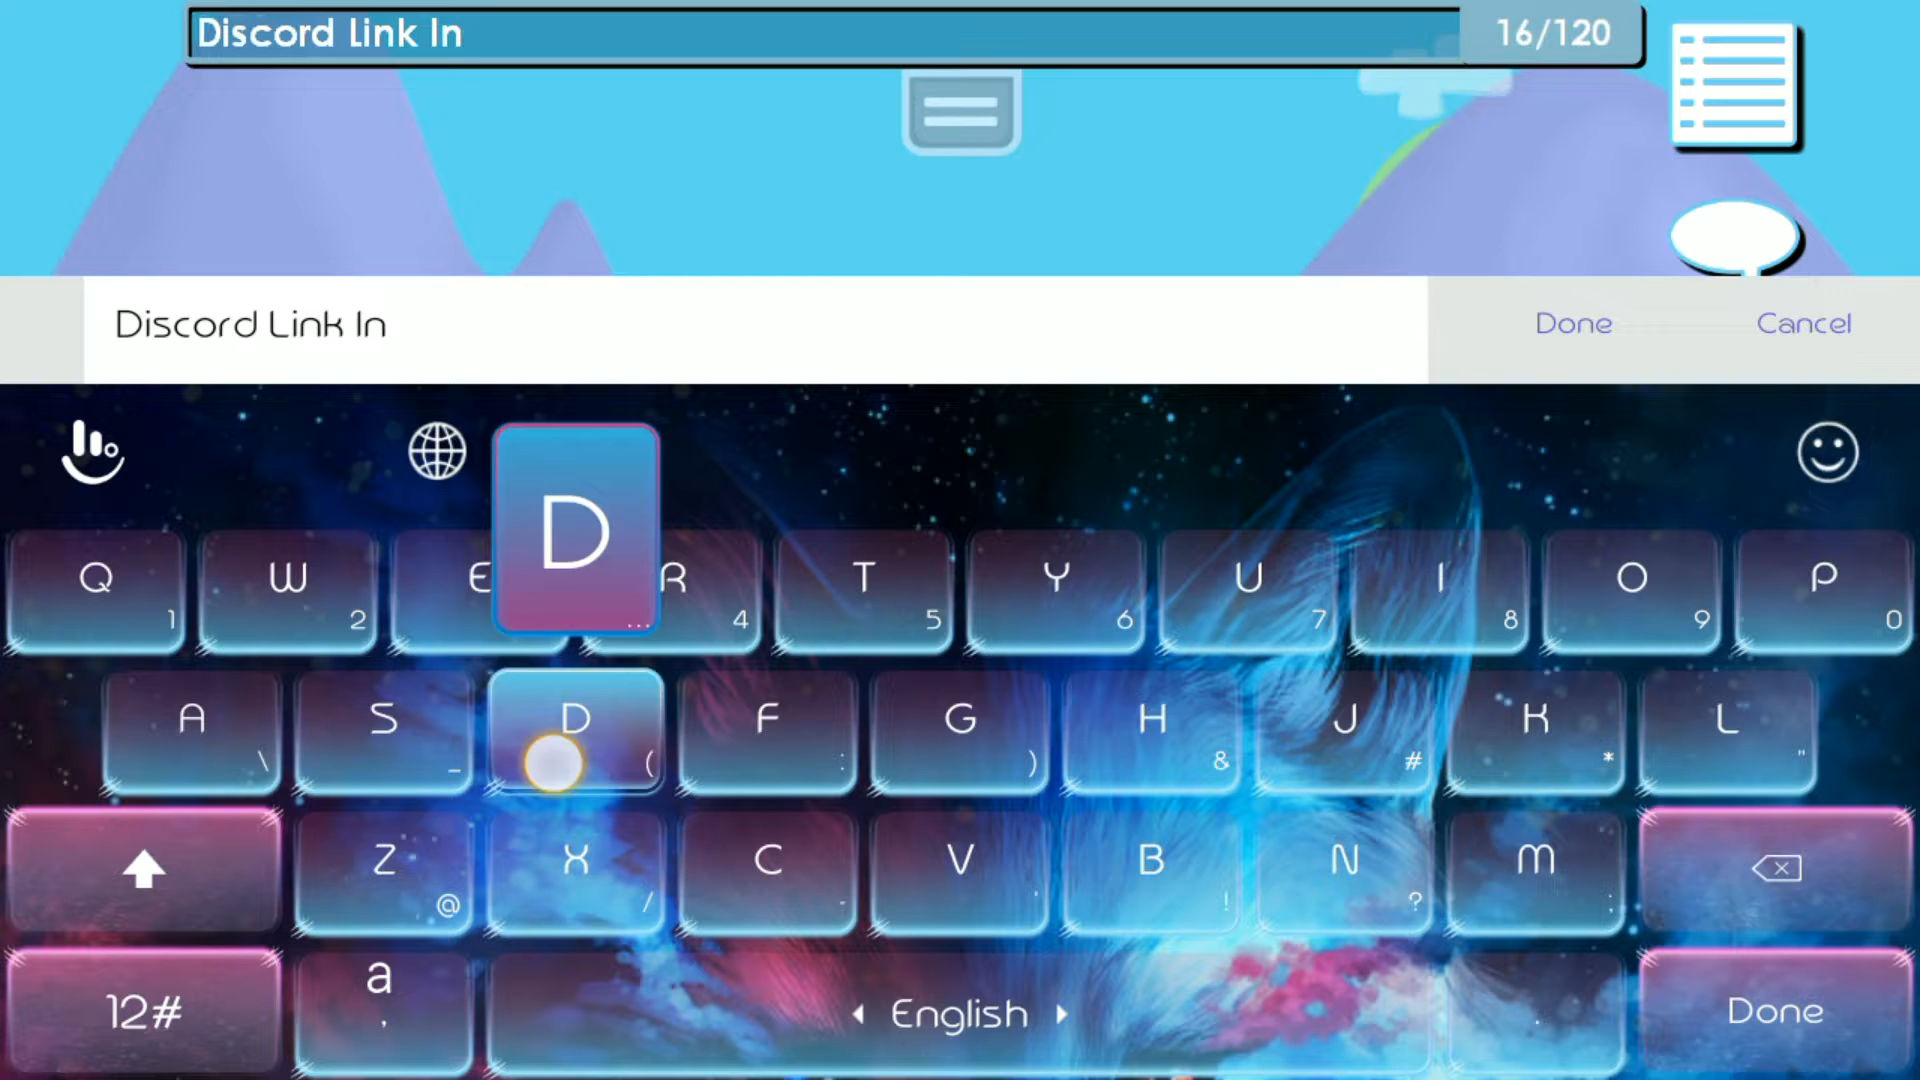 Discord Link In
16/120
Discord Link In
Done Cancel
D
...
Q 1 W 2 E R 4 T 5 Y 6 U 7 I 8 O 9 P 0
A \ S _ D ( F : G ) H & J # K * L "
Z @ X / C - V ' B ! N ? M ;
12# a , English . Done